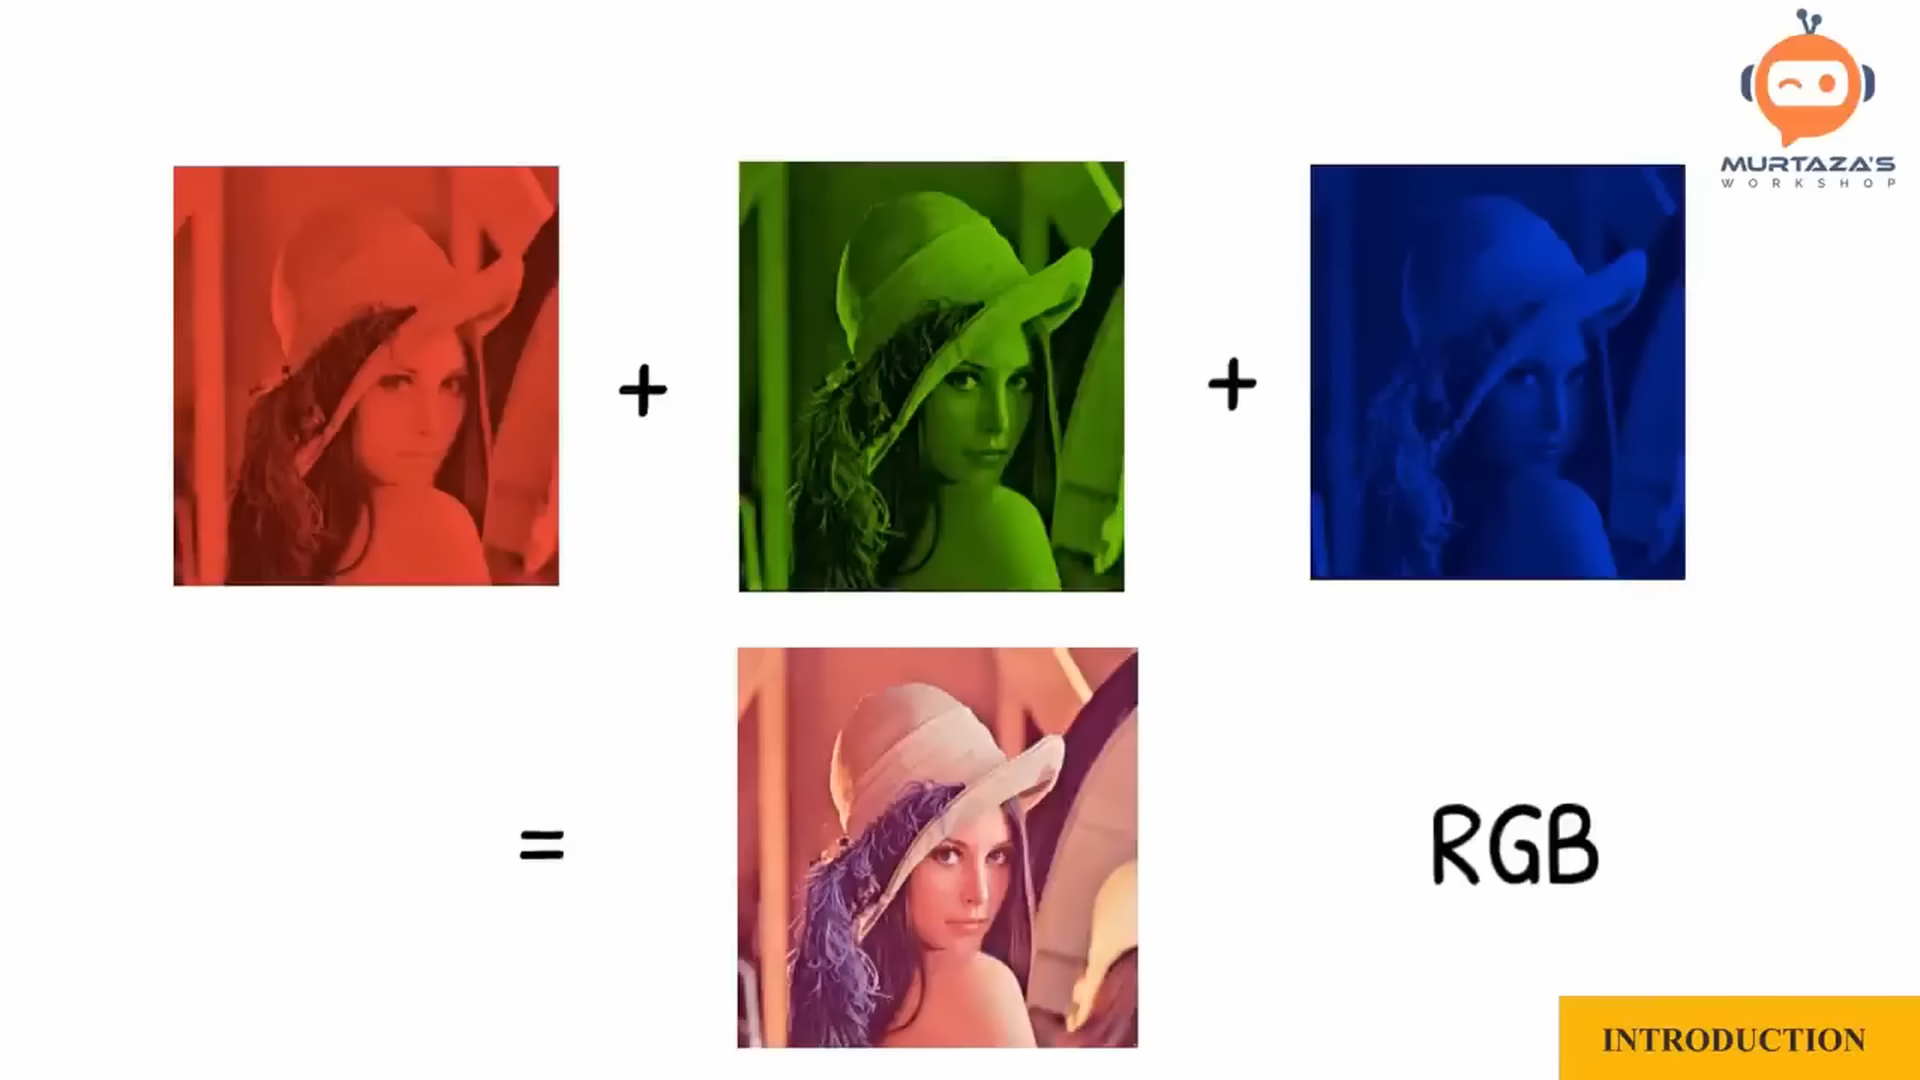 MURTAZA'S
WORKSHOP
+
+
=
RGB
INTRODUCTION